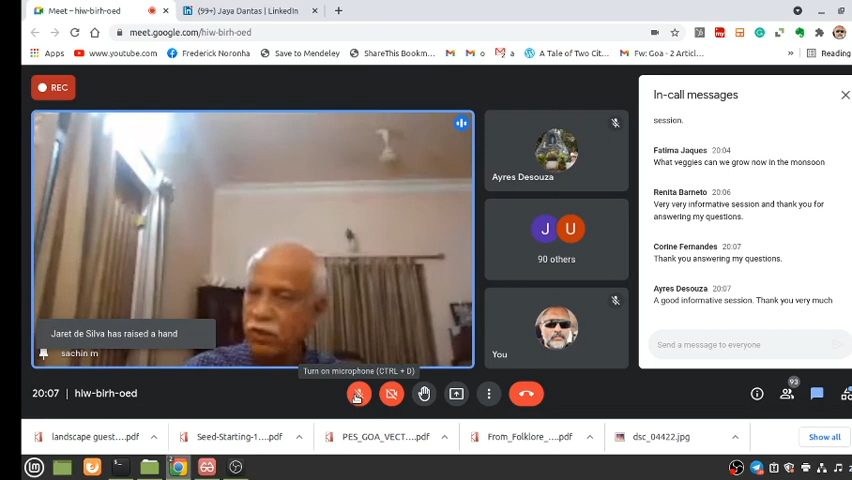 Meet – hiw-birh-oed
(99+) Jaya Dantas | LinkedIn
meet.google.com/hiw-birh-oed
Apps
www.youtube.com
Frederick Noronha
Save to Mendeley
ShareThis Bookm...
o
a
A Tale of Two Cit...
Fw: Goa - 2 Articl...
Reading
REC
Ayres Desouza
J U
90 others
You
Jaret de Silva has raised a hand
sachin m
Turn on microphone (CTRL + D)
20:07 | hiw-birh-oed
93
In-call messages
session.
Fatima Jaques 20:04
What veggies can we grow now in the monsoon
Renita Barneto 20:06
Very very informative session and thank you for
answering my questions.
Corine Fernandes 20:07
Thank you answering my questions.
Ayres Desouza 20:07
A good informative session. Thank you very much
Send a message to everyone
landscape guest....pdf
Seed-Starting-1....pdf
PES_GOA_VECT....pdf
From_Folklore_....pdf
dsc_04422.jpg
Show all
2